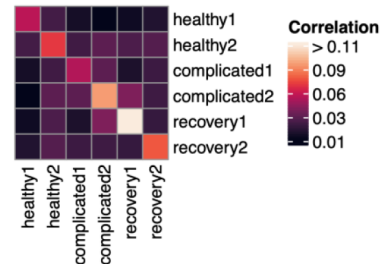 healthy1
healthy2
complicated1
complicated2
recovery1
recovery2
Correlation
> 0.11
0.09
0.06
0.03
0.01
healthy1
healthy2
complicated1
complicated2
recovery1
recovery2